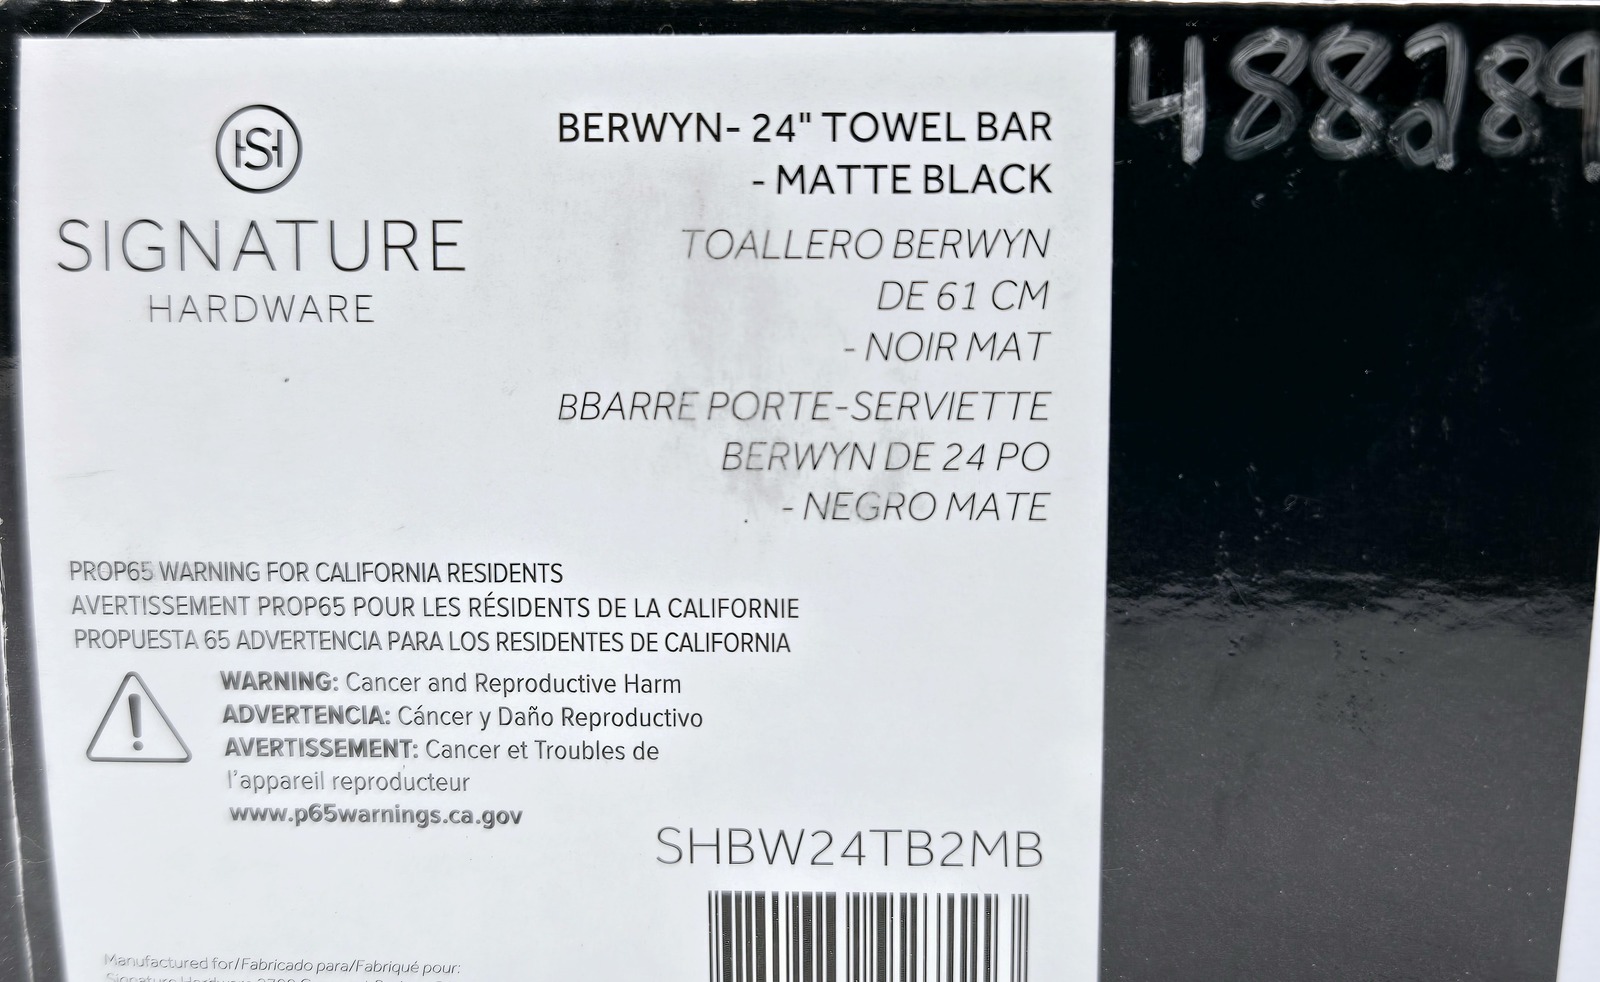 488289
HS
SIGNATURE
HARDWARE
BERWYN- 24" TOWEL BAR
- MATTE BLACK
TOALLERO BERWYN
DE 61 CM
- NOIR MAT
BBARRE PORTE-SERVIETTE
BERWYN DE 24 PO
- NEGRO MATE
PROP65 WARNING FOR CALIFORNIA RESIDENTS
AVERTISSEMENT PROP65 POUR LES RÉSIDENTS DE LA CALIFORNIE
PROPUESTA 65 ADVERTENCIA PARA LOS RESIDENTES DE CALIFORNIA
WARNING: Cancer and Reproductive Harm
ADVERTENCIA: Cáncer y Daño Reproductivo
AVERTISSEMENT: Cancer et Troubles de
l'appareil reproducteur
www.p65warnings.ca.gov
SHBW24TB2MB
Manufactured for/Fabricado para/Fabriqué pour:
Signature Hardware